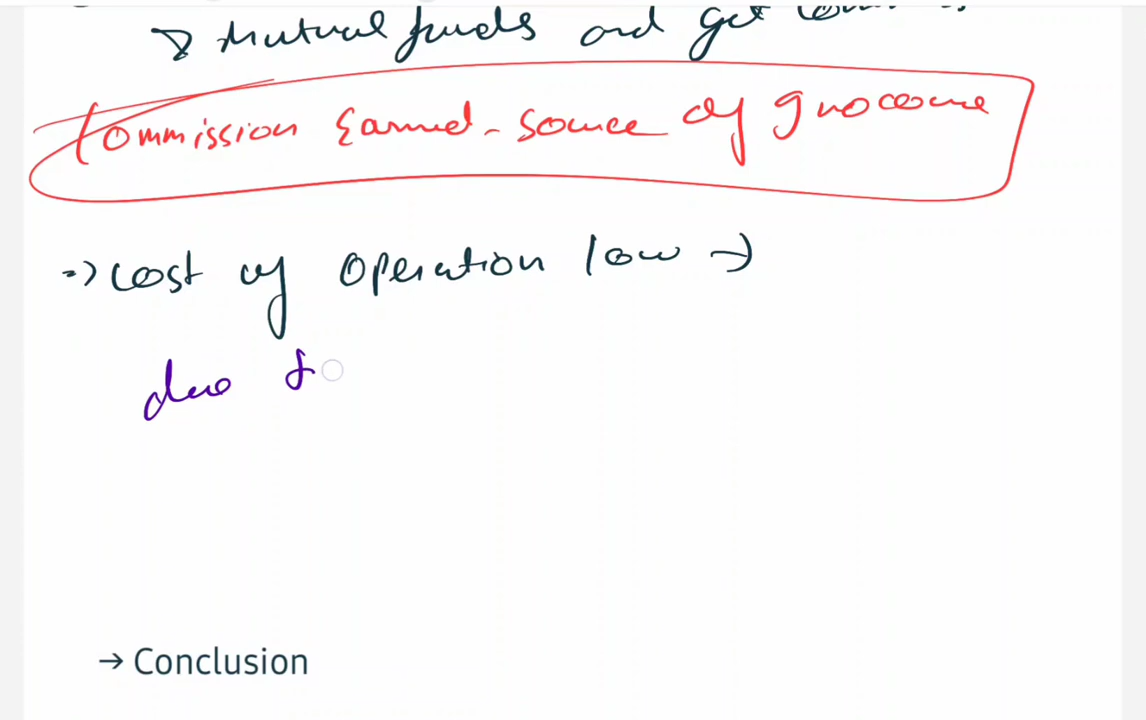 → Mutual funds and get
Commission Earned - source of Income
→ Cost of operation low →
due to
→ Conclusion